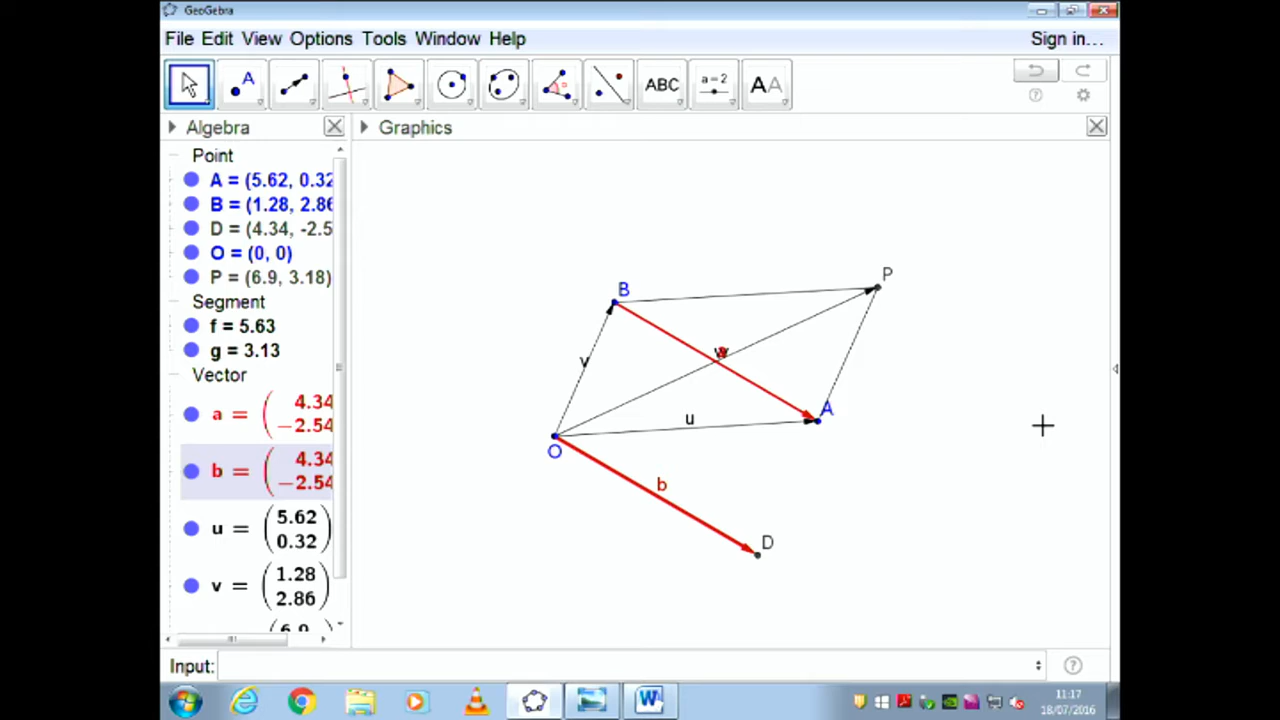 GeoGebra
File Edit View Options Tools Window Help Sign in...
A ABC a=2 AA
Algebra Graphics
Point
A = (5.62, 0.32
B = (1.28, 2.86
D = (4.34, -2.5
O = (0, 0)
P = (6.9, 3.18)
Segment
f = 5.63
g = 3.13
Vector
a = ( 4.34
−2.54
b = ( 4.34
−2.54
u = (5.62
0.32)
v = (1.28
2.86)
(6.9
P
B
w
v
A
u
O
b
D
Input:
W
11:17
18/07/2016